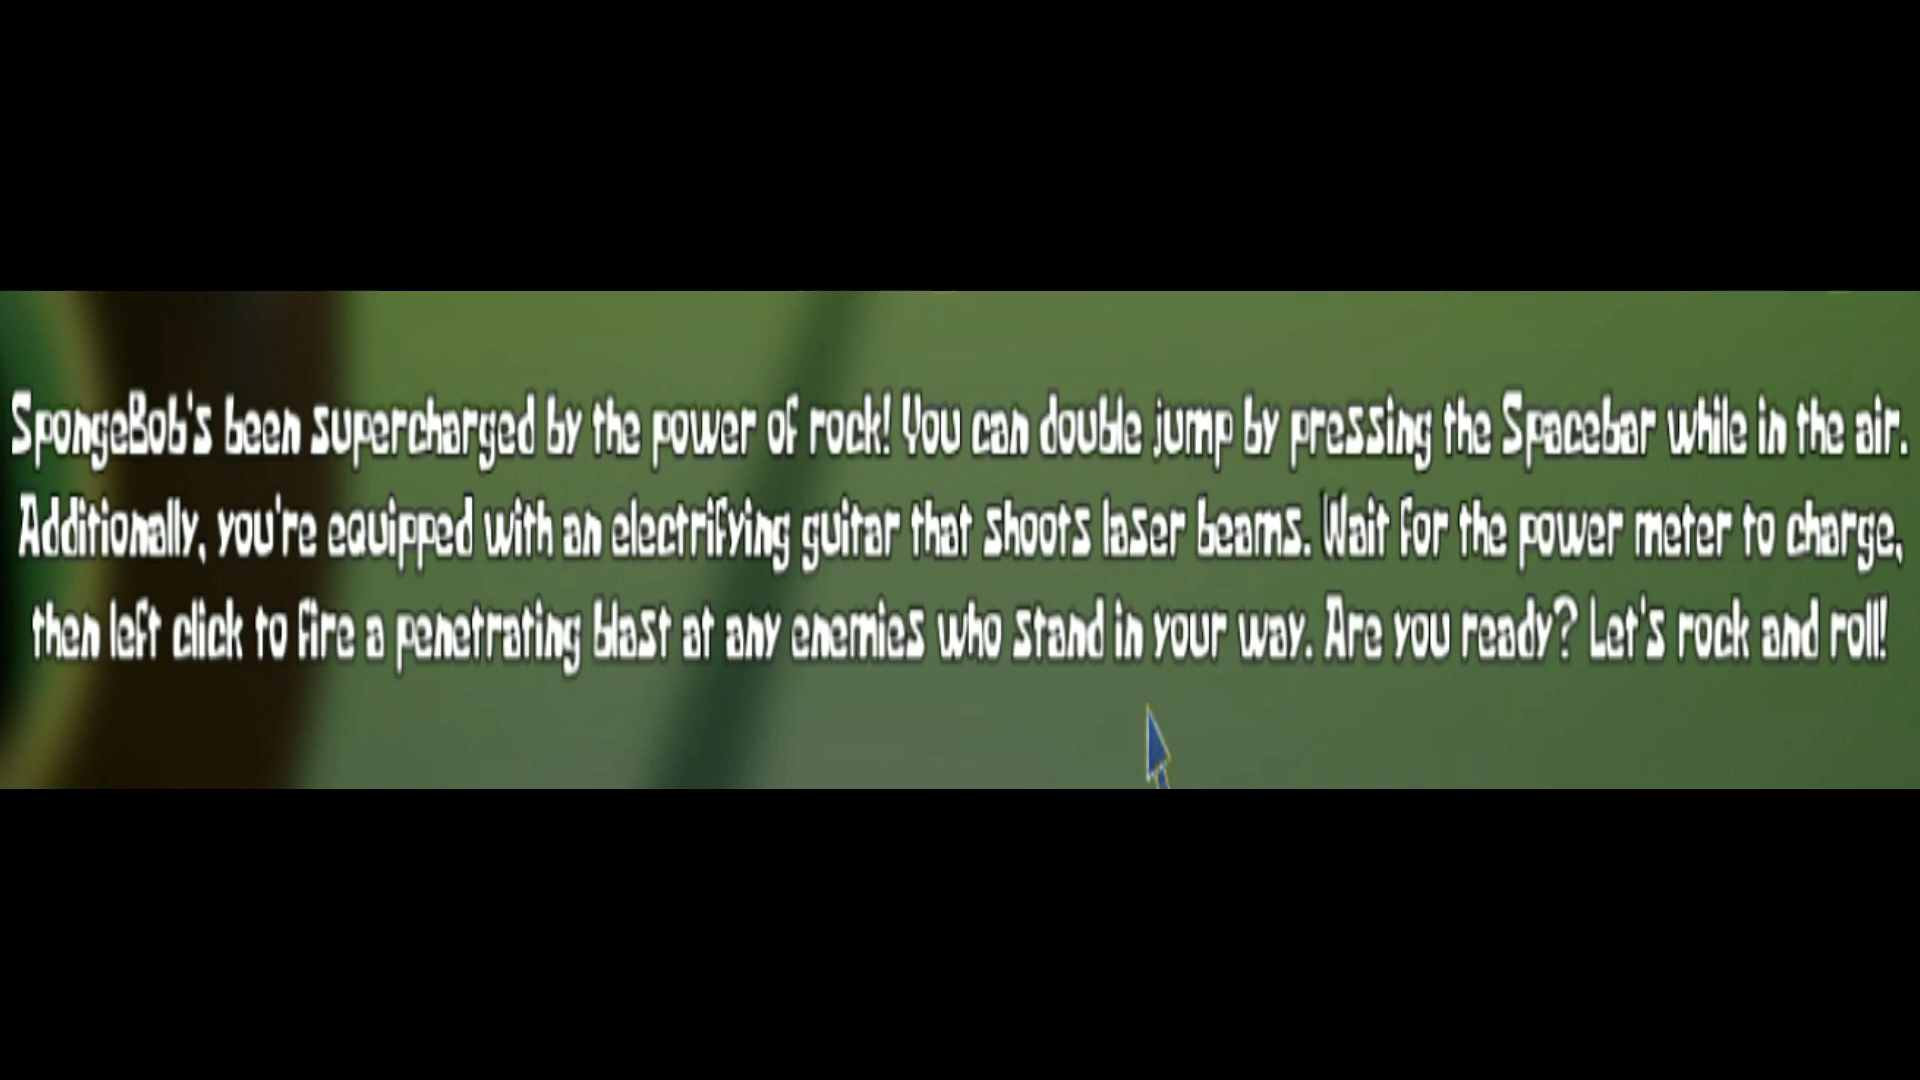 SpongeBob's been supercharged by the power of rock! You can double jump by pressing the Spacebar while in the air.
Additionally, you're equipped with an electrifying guitar that shoots laser beams. Wait for the power meter to charge,
then left click to fire a penetrating blast at any enemies who stand in your way. Are you ready? Let's rock and roll!